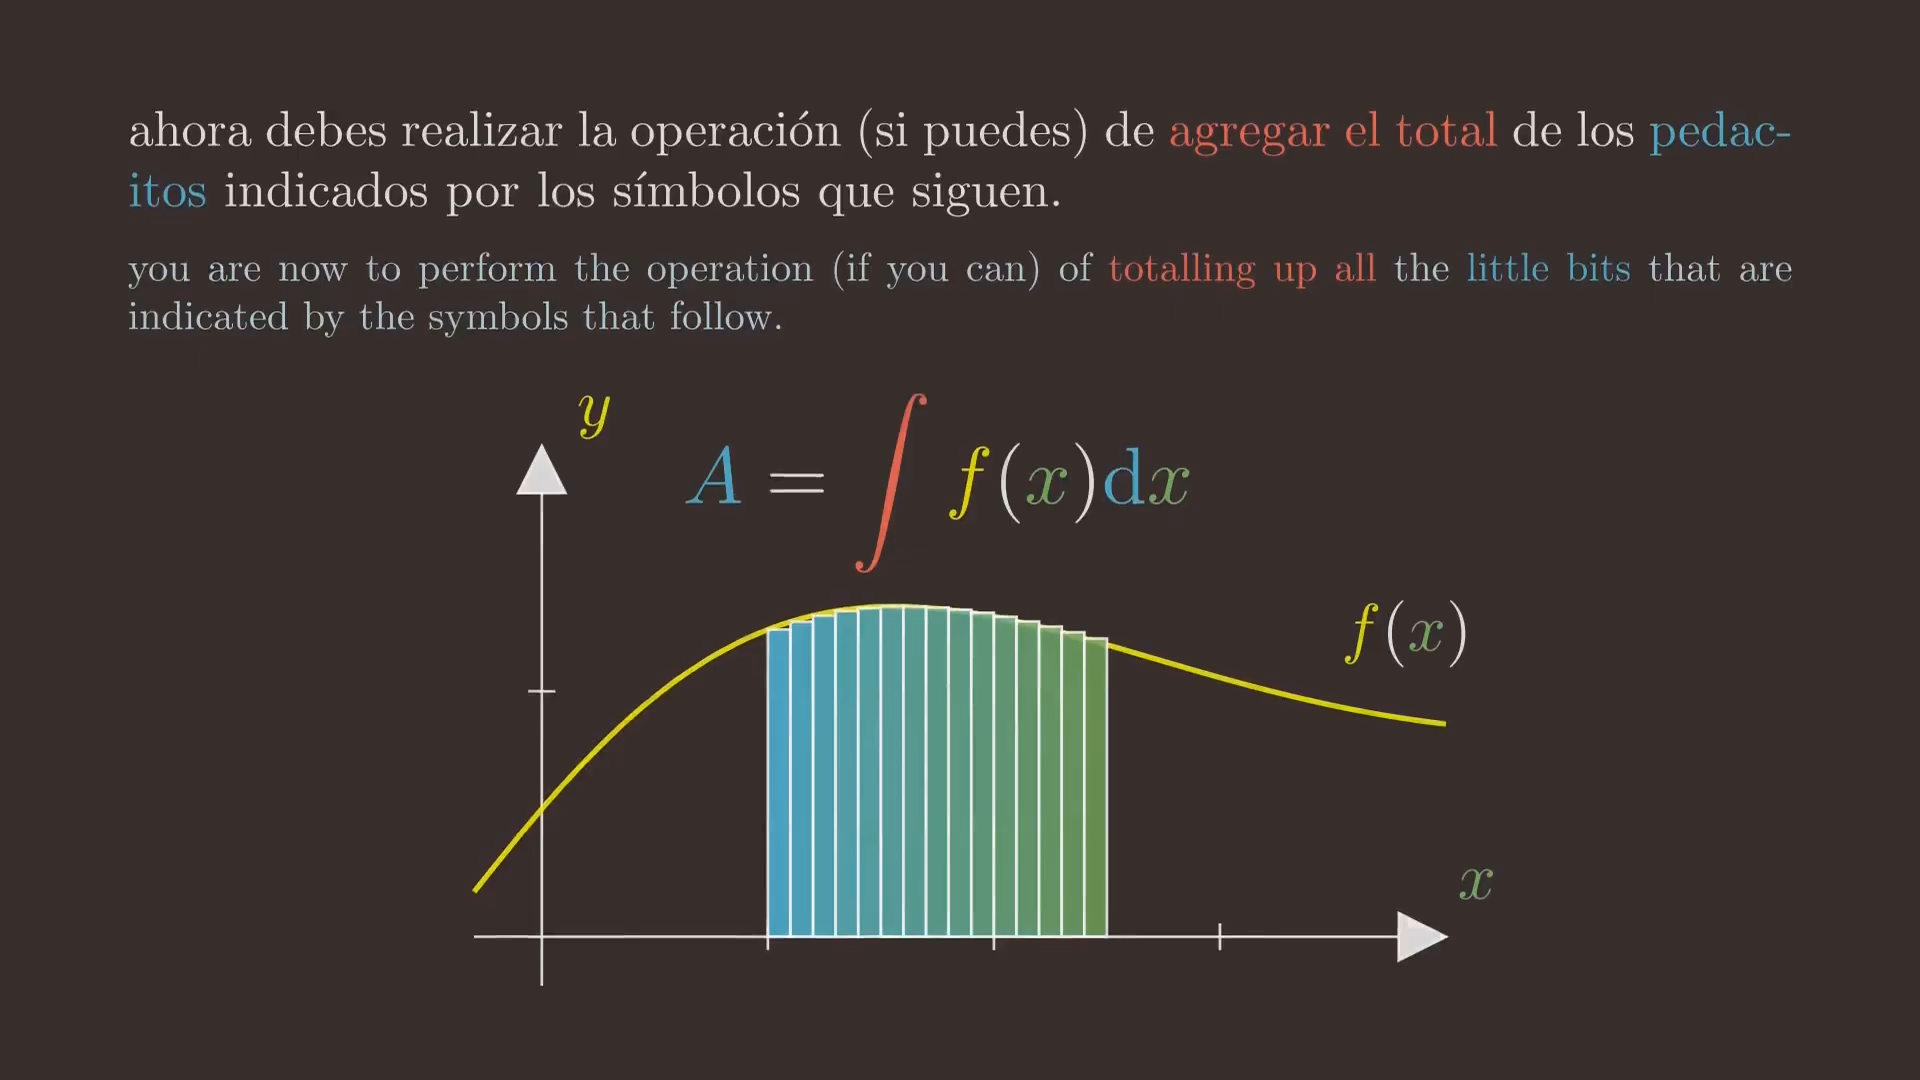 ahora debes realizar la operación (si puedes) de agregar el total de los pedac-
itos indicados por los símbolos que siguen.
you are now to perform the operation (if you can) of totalling up all the little bits that are
indicated by the symbols that follow.
y
A = ∫ f(x)dx
f(x)
x